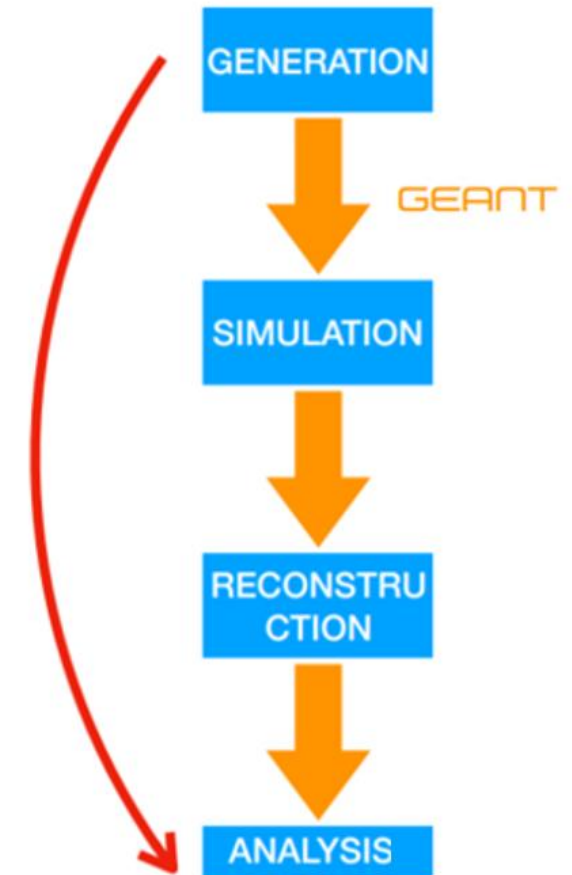 GENERATION
GEANT
SIMULATION
RECONSTRU
CTION
ANALYSIS